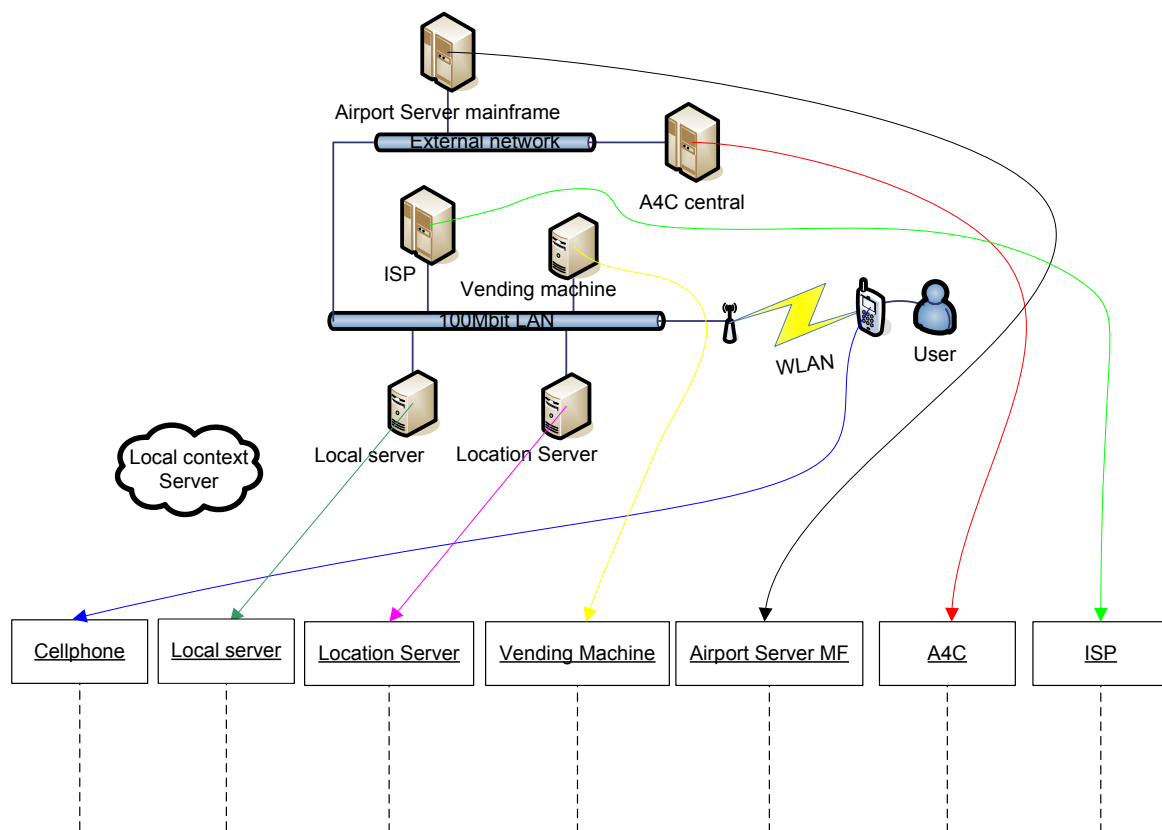 Airport Server mainframe
External network
A4C central
ISP
Vending machine
100Mbit LAN
WLAN
User
Local server
Location Server
Local context
Server
Cellphone
Local server
Location Server
Vending Machine
Airport Server MF
A4C
ISP